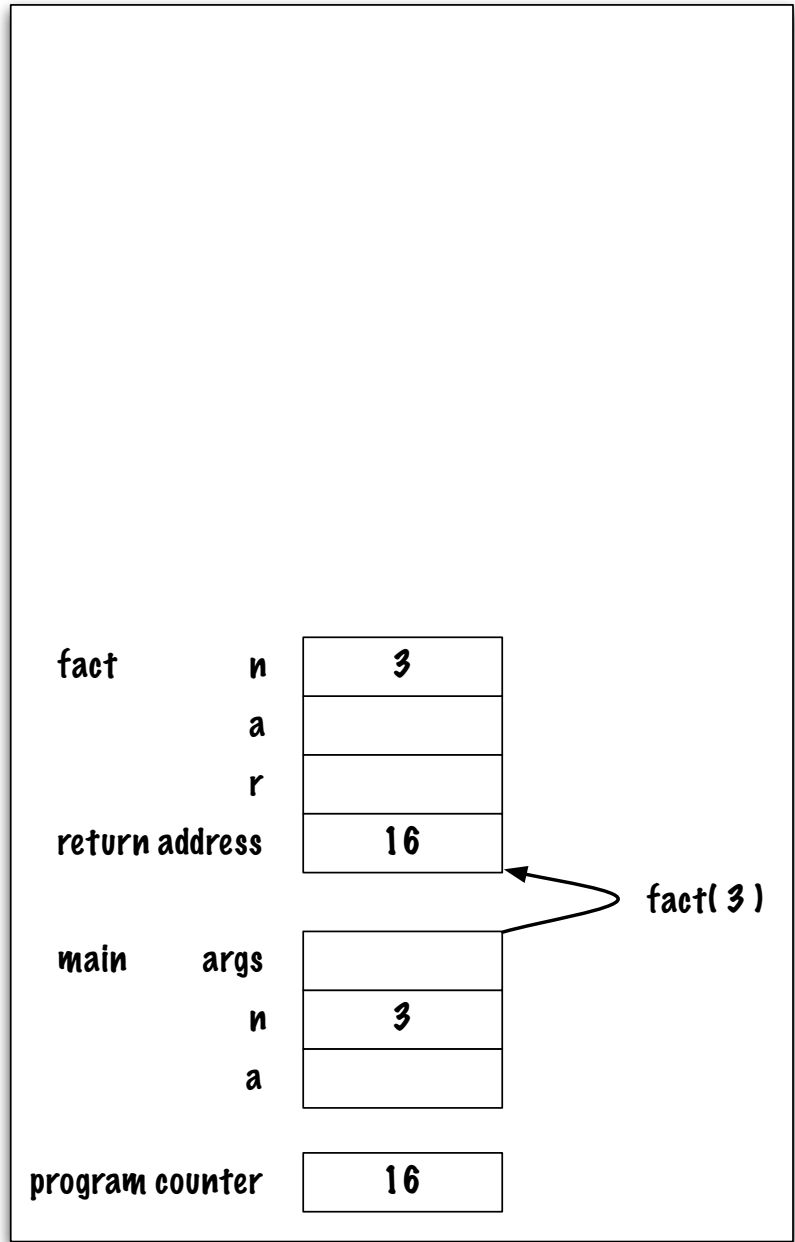 fact n 3
a
r
return address 16
fact( 3 )
main args
n 3
a
program counter 16